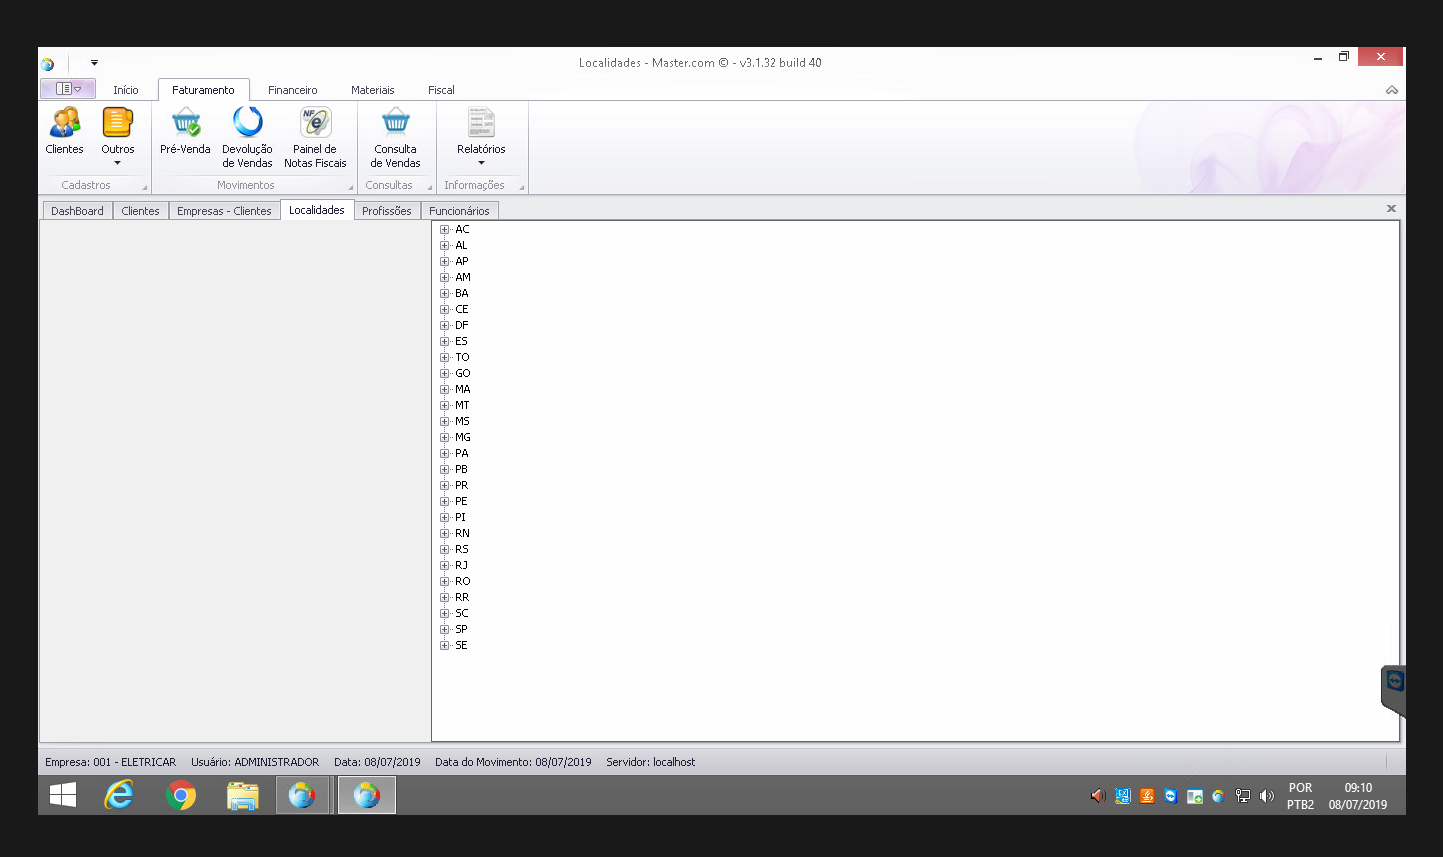 Localidades - Master.com © - v3.1.32 build 40
Início Faturamento Financeiro Materiais Fiscal
Clientes Outros Pré-Venda Devolução de Vendas Painel de Notas Fiscais Consulta de Vendas Relatórios
Cadastros Movimentos Consultas Informações
DashBoard Clientes Empresas - Clientes Localidades Profissões Funcionários
AC
AL
AP
AM
BA
CE
DF
ES
TO
GO
MA
MT
MS
MG
PA
PB
PR
PE
PI
RN
RS
RJ
RO
RR
SC
SP
SE
Empresa: 001 - ELETRICAR Usuário: ADMINISTRADOR Data: 08/07/2019 Data do Movimento: 08/07/2019 Servidor: localhost
POR 09:10
PTB2 08/07/2019